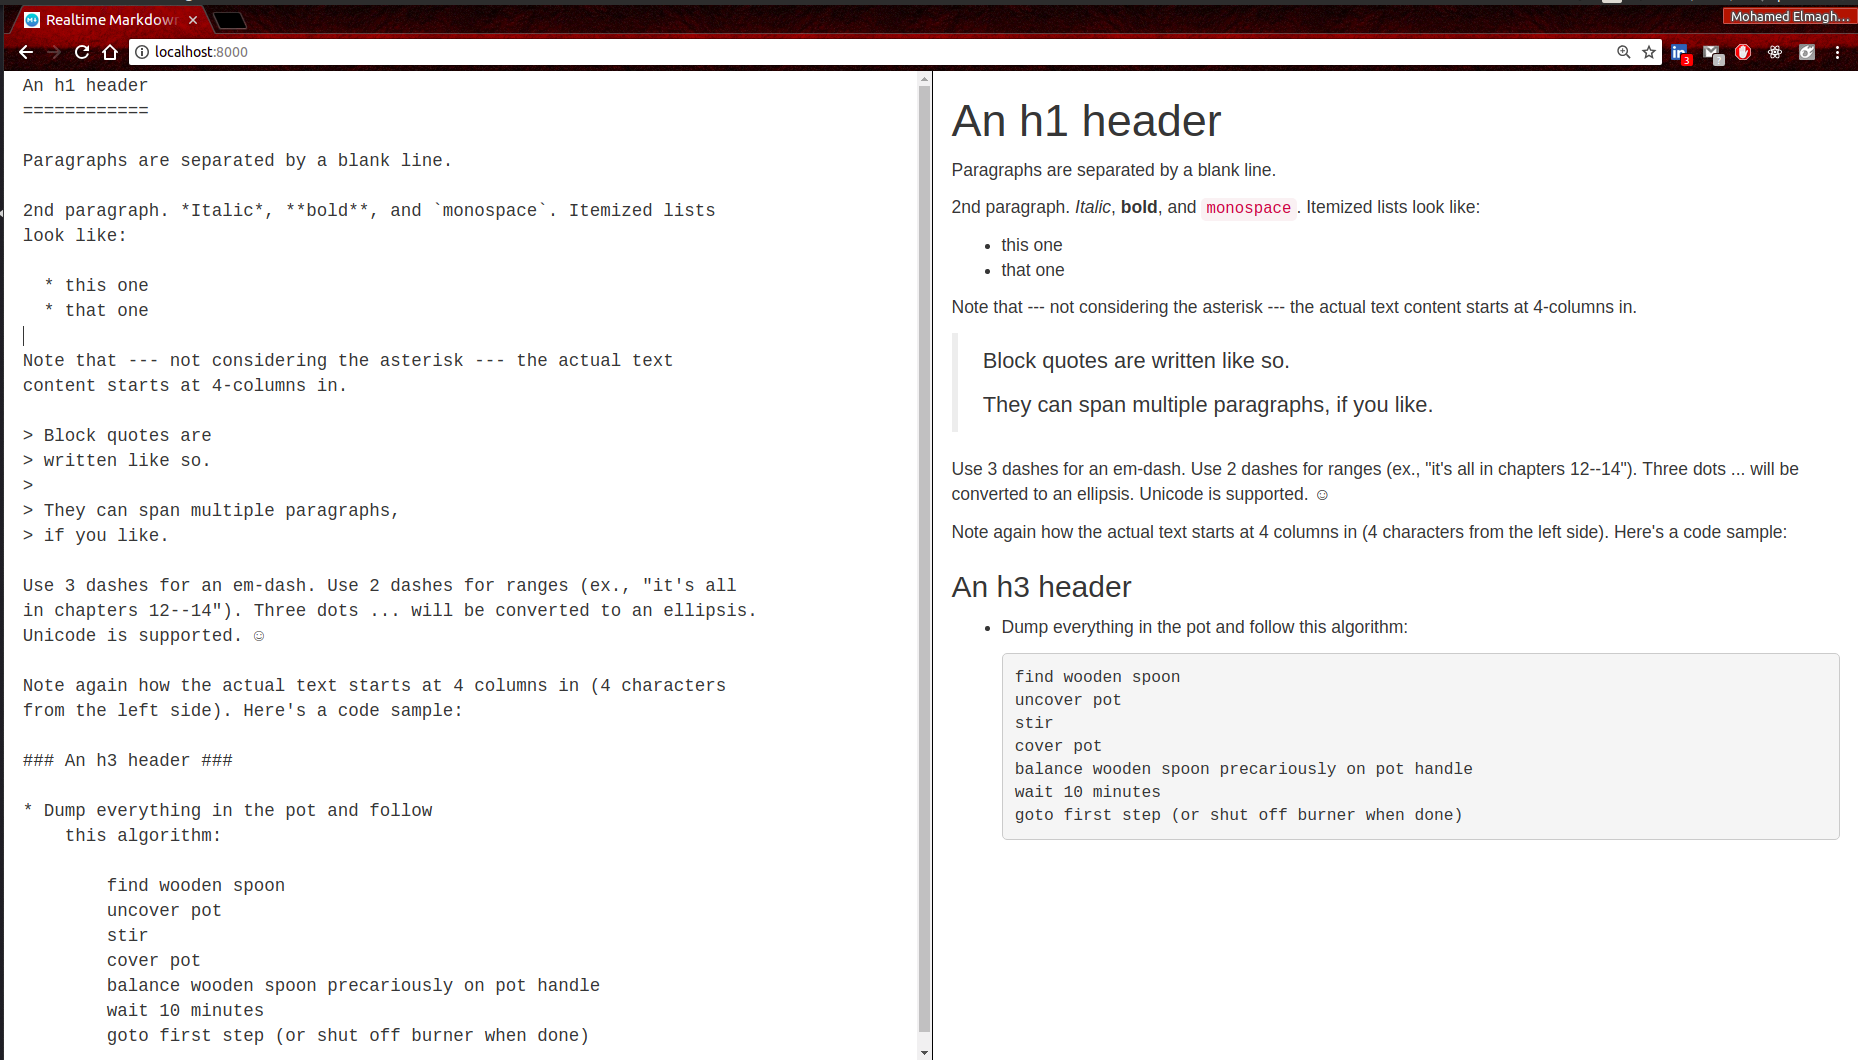 Realtime Markdown
Mohamed Elmagh...
localhost:8000
3
?
An h1 header
============
Paragraphs are separated by a blank line.
2nd paragraph. *Italic*, **bold**, and `monospace`. Itemized lists
look like:
* this one
* that one
Note that --- not considering the asterisk --- the actual text
content starts at 4-columns in.
> Block quotes are
> written like so.
>
> They can span multiple paragraphs,
> if you like.
Use 3 dashes for an em-dash. Use 2 dashes for ranges (ex., "it's all
in chapters 12--14"). Three dots ... will be converted to an ellipsis.
Unicode is supported. ☺
Note again how the actual text starts at 4 columns in (4 characters
from the left side). Here's a code sample:
### An h3 header ###
* Dump everything in the pot and follow
this algorithm:
find wooden spoon
uncover pot
stir
cover pot
balance wooden spoon precariously on pot handle
wait 10 minutes
goto first step (or shut off burner when done)
An h1 header
Paragraphs are separated by a blank line.
2nd paragraph. Italic, bold, and monospace. Itemized lists look like:
• this one
• that one
Note that --- not considering the asterisk --- the actual text content starts at 4-columns in.
Block quotes are written like so.
They can span multiple paragraphs, if you like.
Use 3 dashes for an em-dash. Use 2 dashes for ranges (ex., "it's all in chapters 12--14"). Three dots ... will be
converted to an ellipsis. Unicode is supported. ☺
Note again how the actual text starts at 4 columns in (4 characters from the left side). Here's a code sample:
An h3 header
• Dump everything in the pot and follow this algorithm:
find wooden spoon
uncover pot
stir
cover pot
balance wooden spoon precariously on pot handle
wait 10 minutes
goto first step (or shut off burner when done)